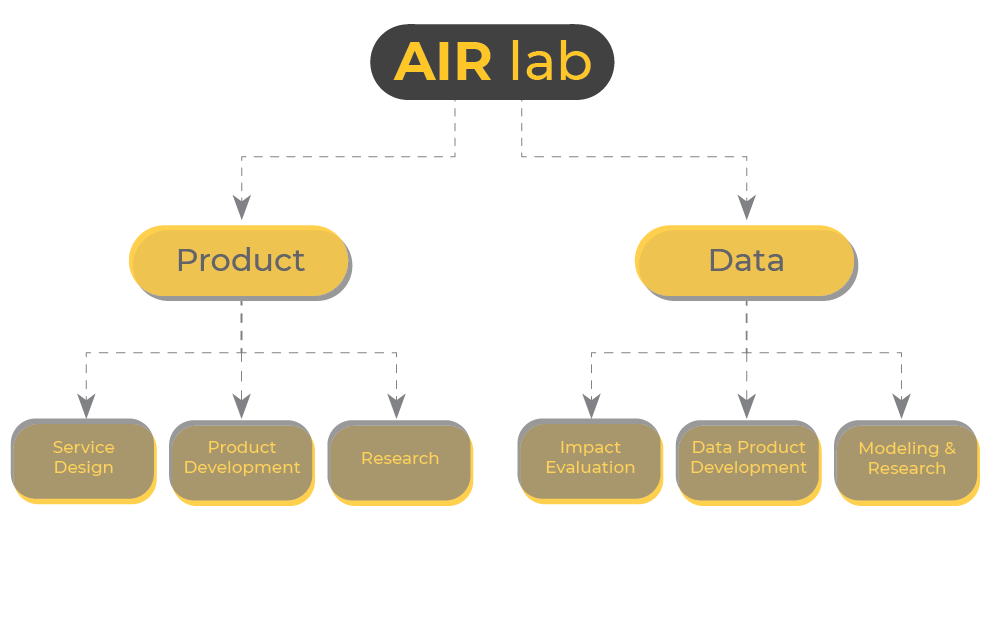 AIR lab
Product
Data
Service
Design
Product
Development
Research
Impact
Evaluation
Data Product
Development
Modeling &
Research